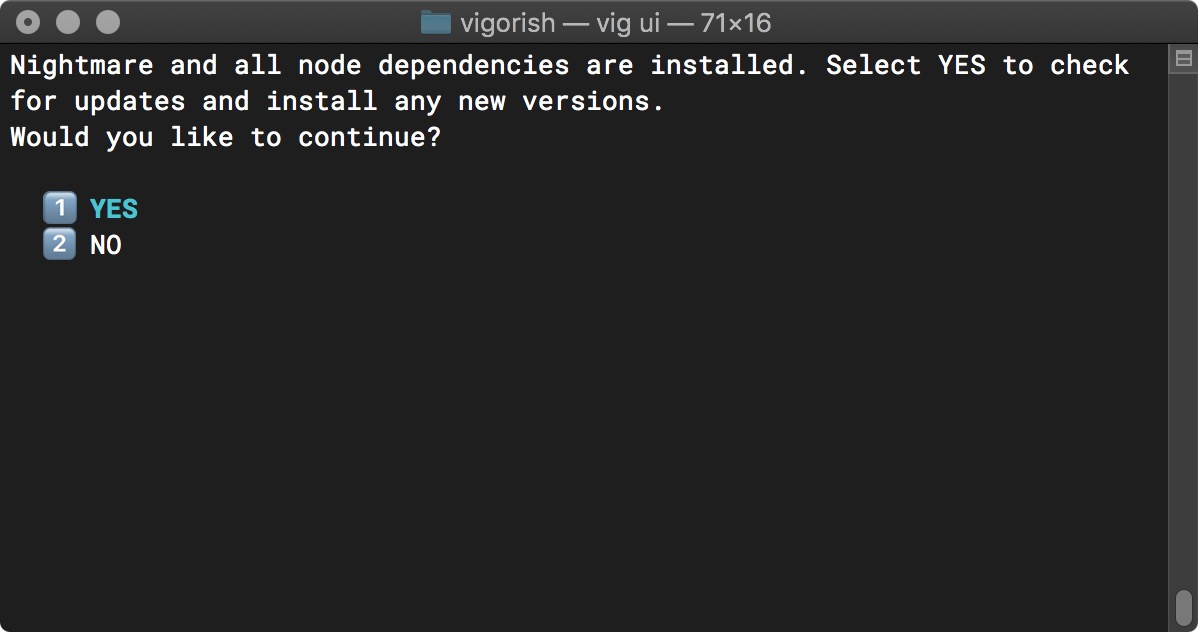 vigorish — vig ui — 71×16
Nightmare and all node dependencies are installed. Select YES to check
for updates and install any new versions.
Would you like to continue?
1 YES
2 NO